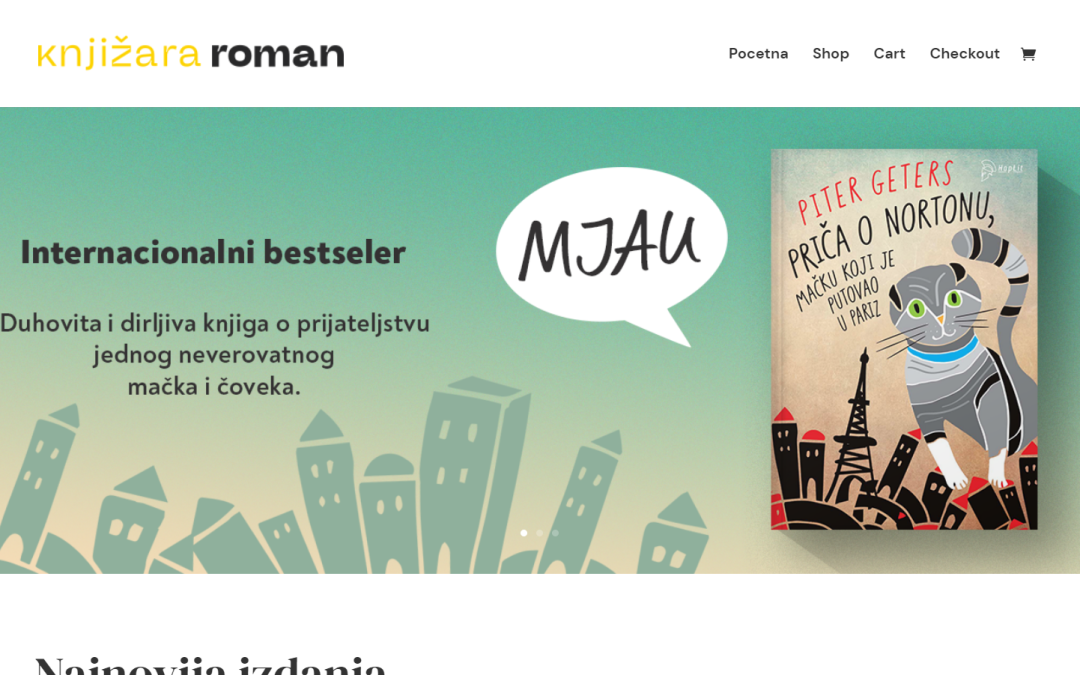 knjižara roman
Pocetna Shop Cart Checkout
Internacionalni bestseler
Duhovita i dirljiva knjiga o prijateljstvu
jednog neverovatnog
mačka i čoveka.
MJAU
PITER GETERS
PRIČA O NORTONU,
MAČKU KOJI JE
PUTOVAO
U PARIZ
Najnovija izdanja